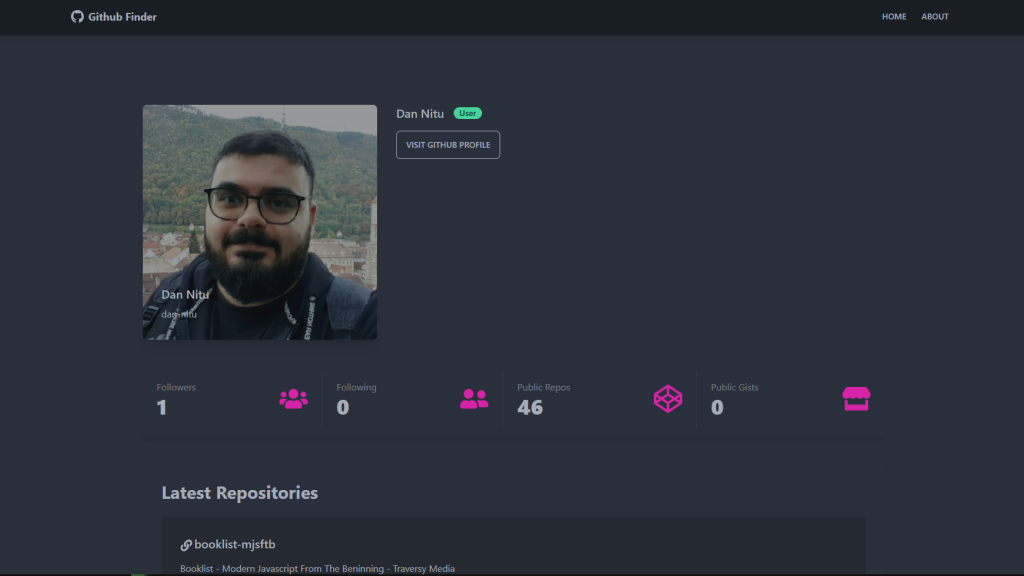 Github Finder
HOME
ABOUT
Dan Nitu
User
VISIT GITHUB PROFILE
Dan Nitu
dan-nitu
Followers
1
Following
0
Public Repos
46
Public Gists
0
Latest Repositories
booklist-mjsftb
Booklist - Modern Javascript From The Beninning - Traversy Media